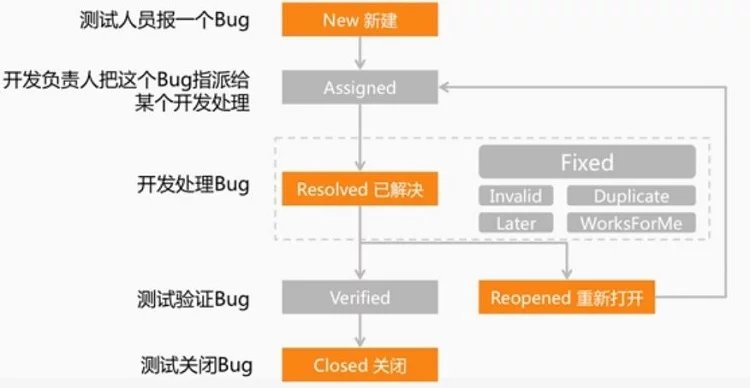 测试人员报一个Bug
New 新建
开发负责人把这个Bug指派给
某个开发处理
Assigned
开发处理Bug
Resolved 已解决
Fixed
Invalid
Duplicate
Later
WorksForMe
测试验证Bug
Verified
Reopened 重新打开
测试关闭Bug
Closed 关闭